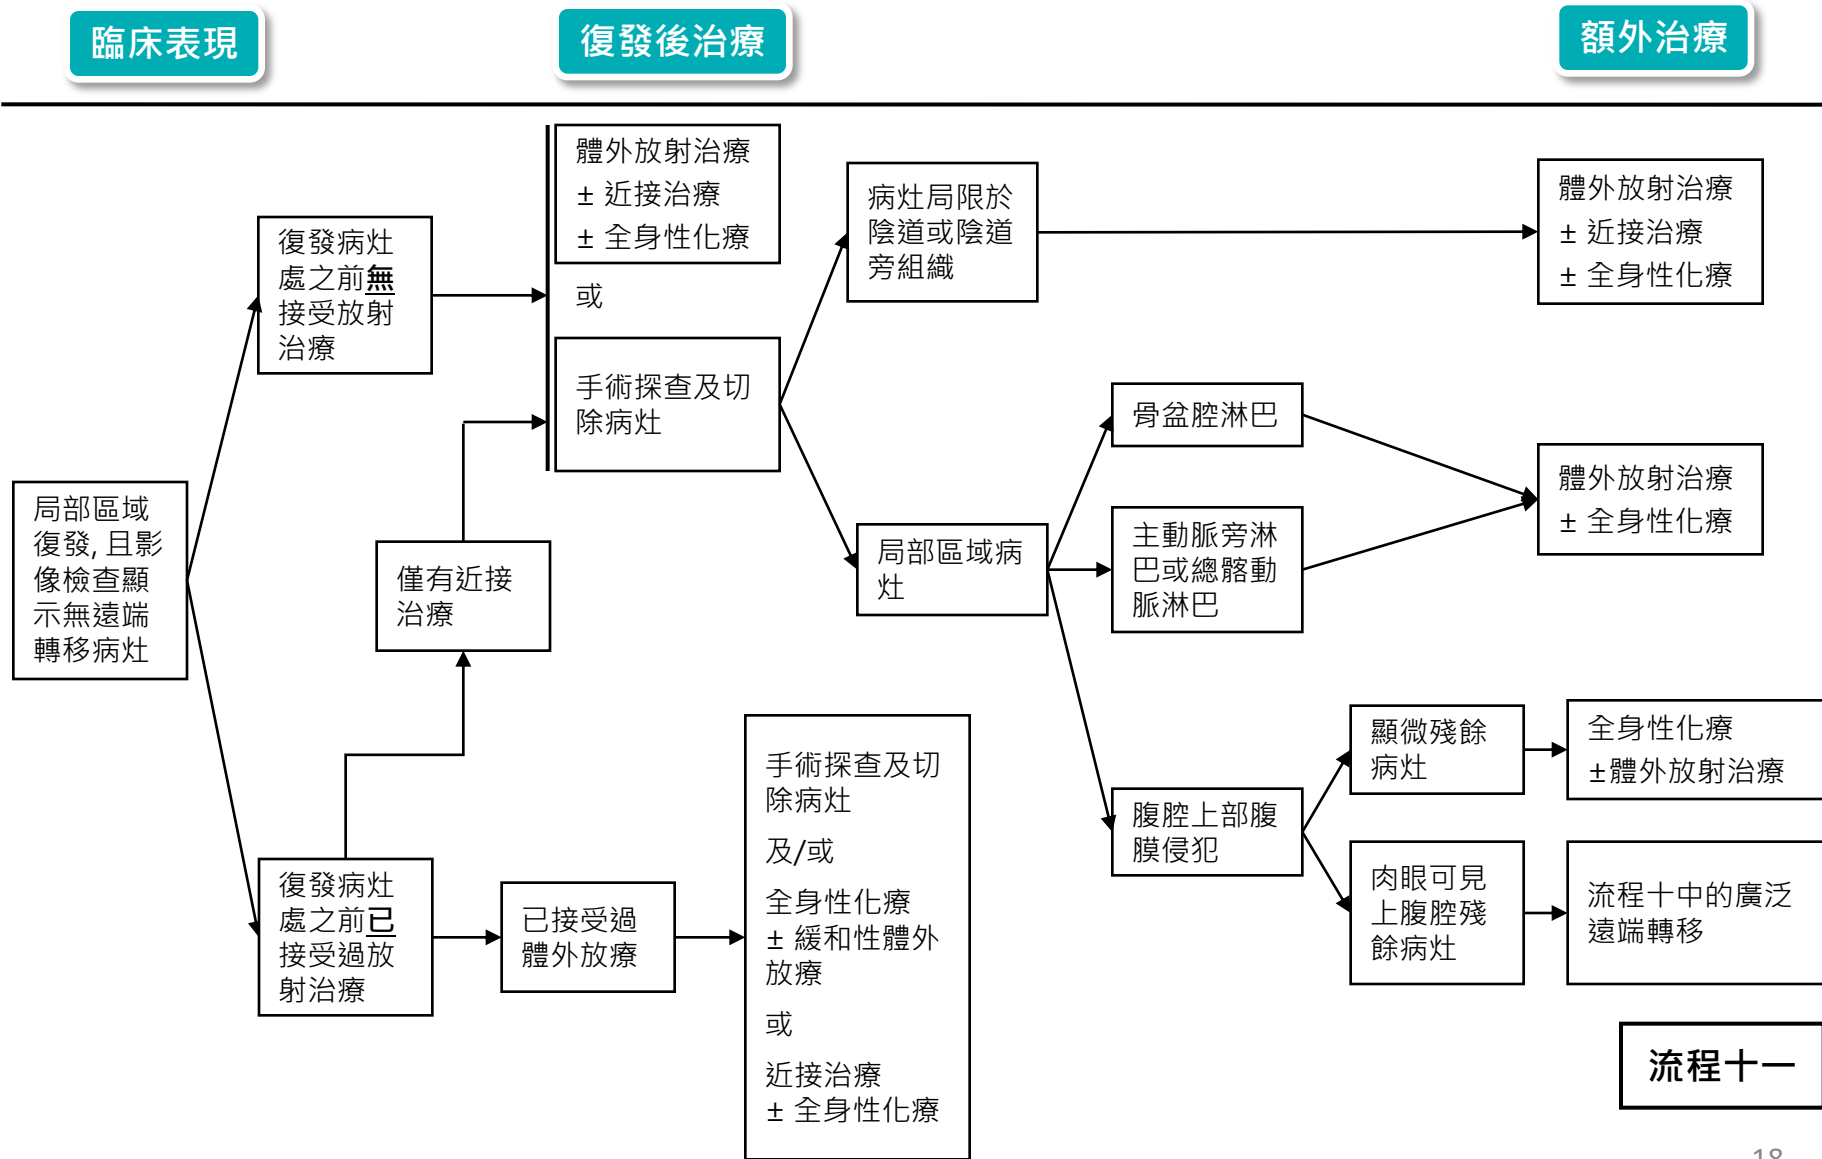 臨床表現
復發後治療
額外治療
局部區域
復發, 且影
像檢查顯
示無遠端
轉移病灶
復發病灶
處之前無
接受放射
治療
體外放射治療
± 近接治療
± 全身性化療
或
手術探查及切
除病灶
病灶局限於
陰道或陰道
旁組織
體外放射治療
± 近接治療
± 全身性化療
局部區域病
灶
骨盆腔淋巴
主動脈旁淋
巴或總髂動
脈淋巴
體外放射治療
± 全身性化療
腹腔上部腹
膜侵犯
顯微殘餘
病灶
全身性化療
±體外放射治療
肉眼可見
上腹腔殘
餘病灶
流程十中的廣泛
遠端轉移
僅有近接
治療
復發病灶
處之前已
接受過放
射治療
已接受過
體外放療
手術探查及切
除病灶
及/或
全身性化療
± 緩和性體外
放療
或
近接治療
± 全身性化療
流程十一
18